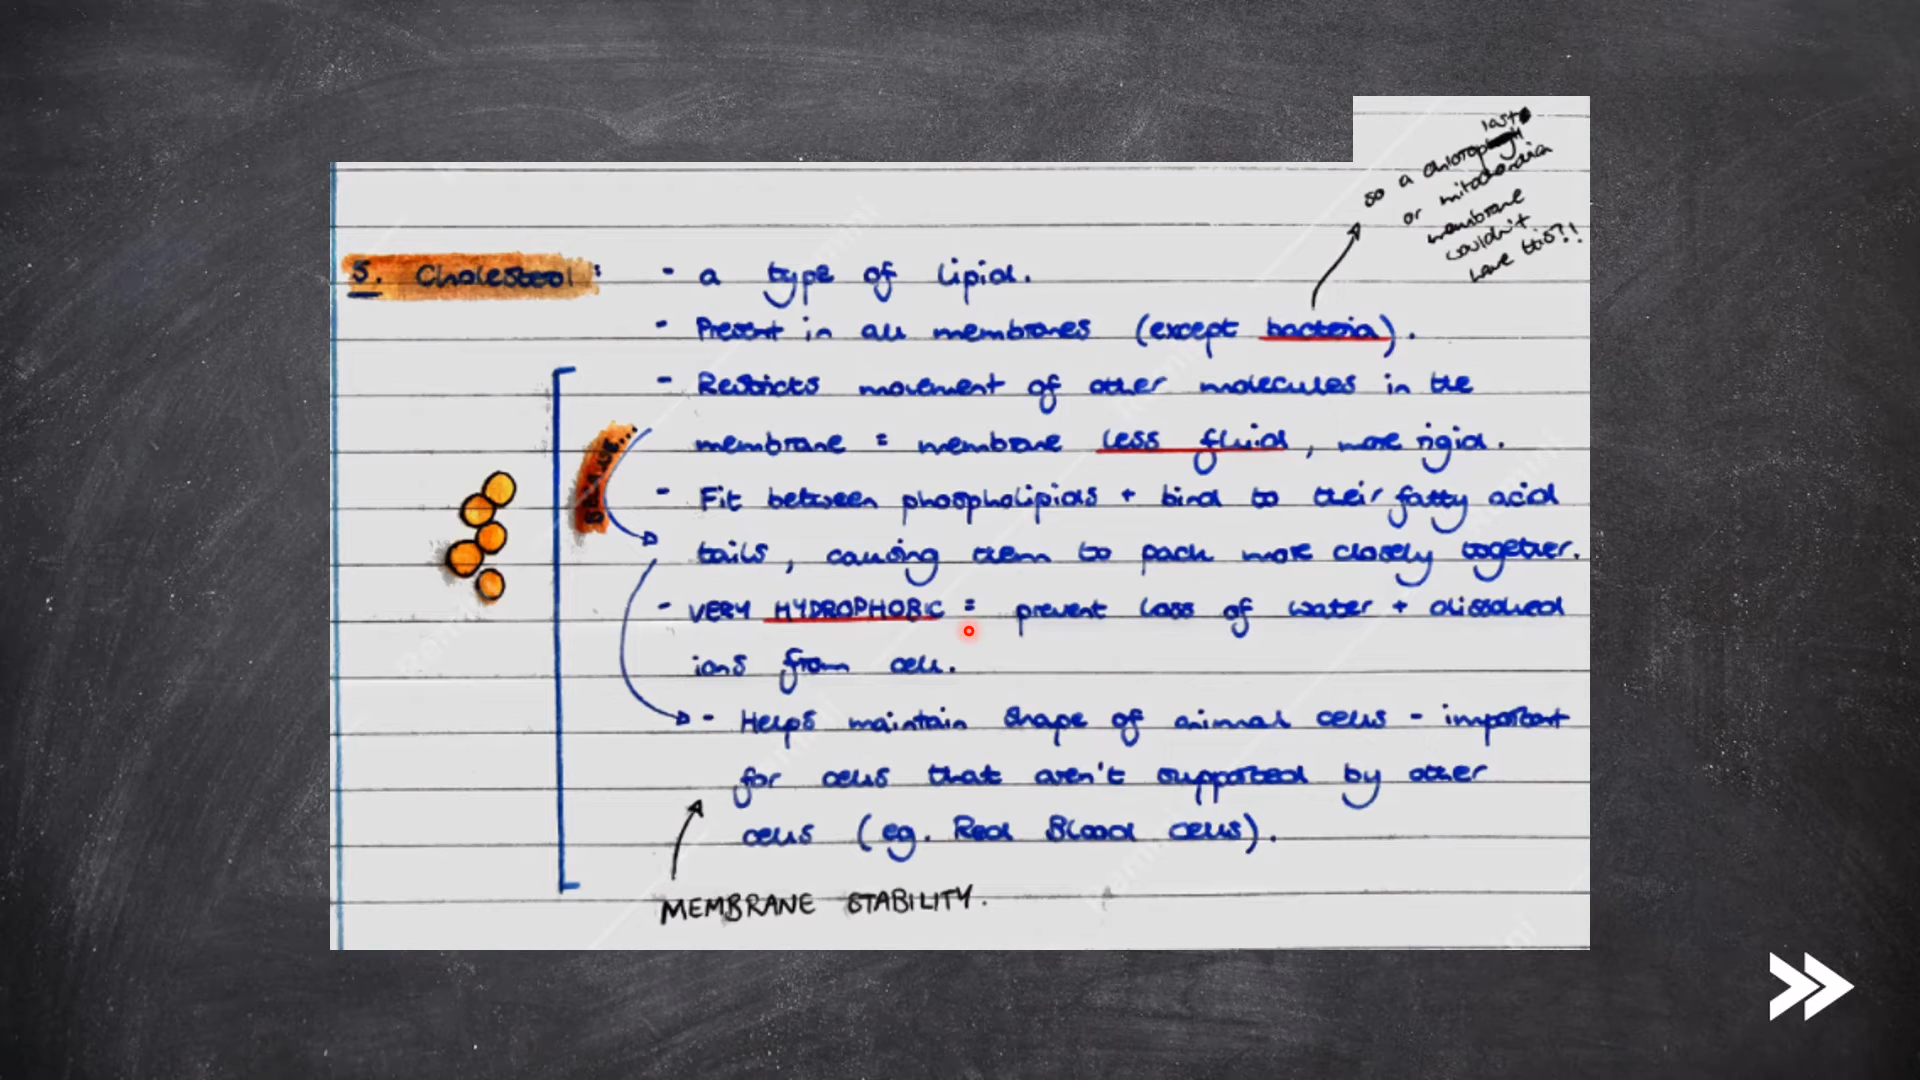 so a chloroplast
or mitochondria
membrane
couldn't
have this?!
5. Cholesterol: - a type of lipid.
- Present in all membranes (except bacteria).
- Restricts movement of other molecules in the
membrane = membrane less fluid, more rigid.
BECAUSE...
- Fit between phospholipids + bind to their fatty acid
tails, causing them to pack more closely together.
- VERY HYDROPHOBIC = prevent loss of water + dissolved
ions from cell.
- Helps maintain shape of animal cells - important
for cells that aren't supported by other
cells (eg. Red Blood cells).
MEMBRANE STABILITY.